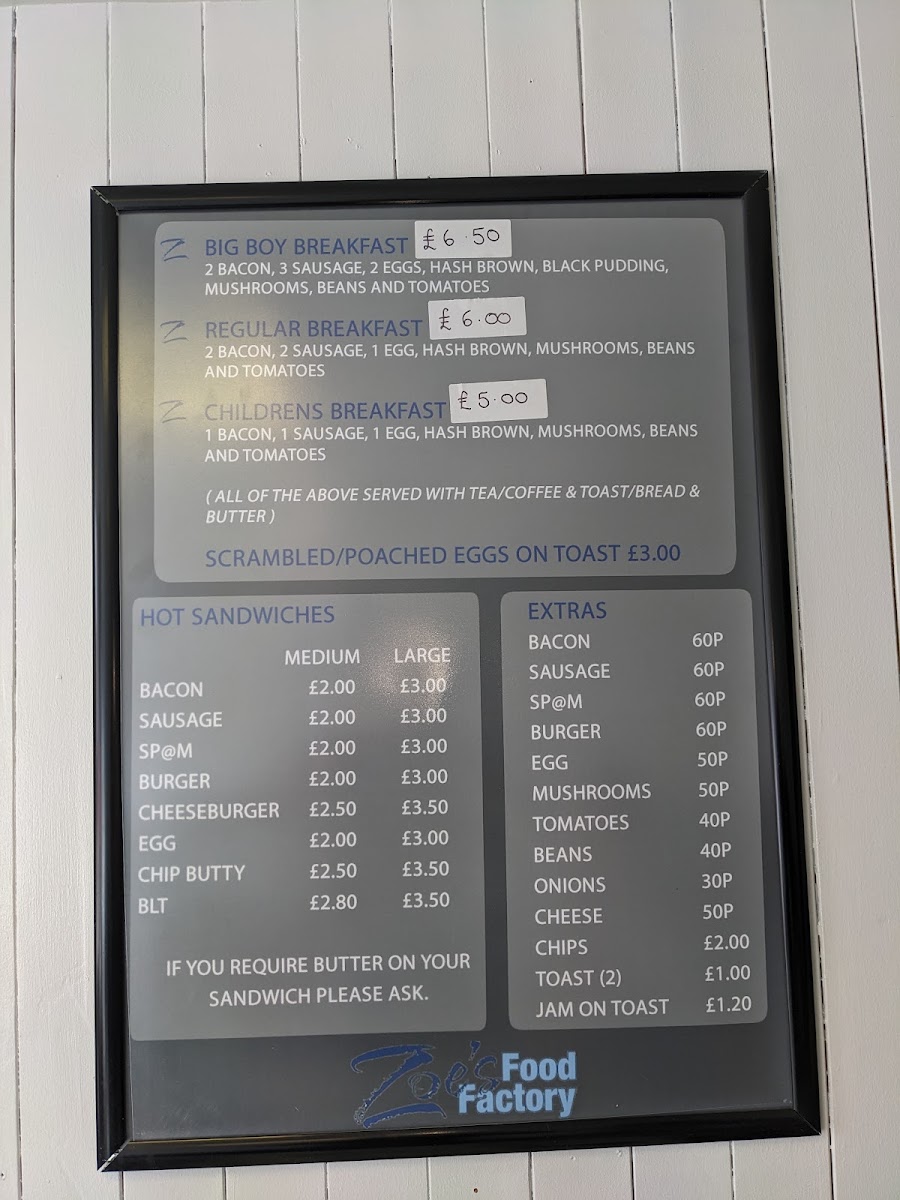 Z BIG BOY BREAKFAST £6.50
2 BACON, 3 SAUSAGE, 2 EGGS, HASH BROWN, BLACK PUDDING,
MUSHROOMS, BEANS AND TOMATOES
Z REGULAR BREAKFAST £6.00
2 BACON, 2 SAUSAGE, 1 EGG, HASH BROWN, MUSHROOMS, BEANS
AND TOMATOES
Z CHILDRENS BREAKFAST £5.00
1 BACON, 1 SAUSAGE, 1 EGG, HASH BROWN, MUSHROOMS, BEANS
AND TOMATOES
( ALL OF THE ABOVE SERVED WITH TEA/COFFEE & TOAST/BREAD &
BUTTER )
SCRAMBLED/POACHED EGGS ON TOAST £3.00
HOT SANDWICHES
MEDIUM LARGE
BACON £2.00 £3.00
SAUSAGE £2.00 £3.00
SP@M £2.00 £3.00
BURGER £2.00 £3.00
CHEESEBURGER £2.50 £3.50
EGG £2.00 £3.00
CHIP BUTTY £2.50 £3.50
BLT £2.80 £3.50
IF YOU REQUIRE BUTTER ON YOUR
SANDWICH PLEASE ASK.
EXTRAS
BACON 60P
SAUSAGE 60P
SP@M 60P
BURGER 60P
EGG 50P
MUSHROOMS 50P
TOMATOES 40P
BEANS 40P
ONIONS 30P
CHEESE 50P
CHIPS £2.00
TOAST (2) £1.00
JAM ON TOAST £1.20
Zoe's Food
Factory